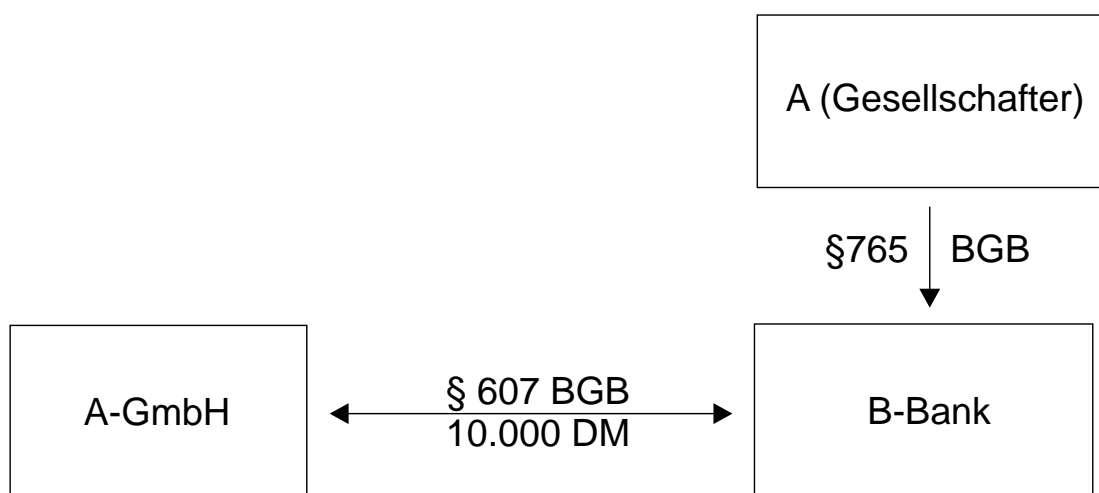 A (Gesellschafter)
§765 BGB
A-GmbH
§ 607 BGB
10.000 DM
B-Bank